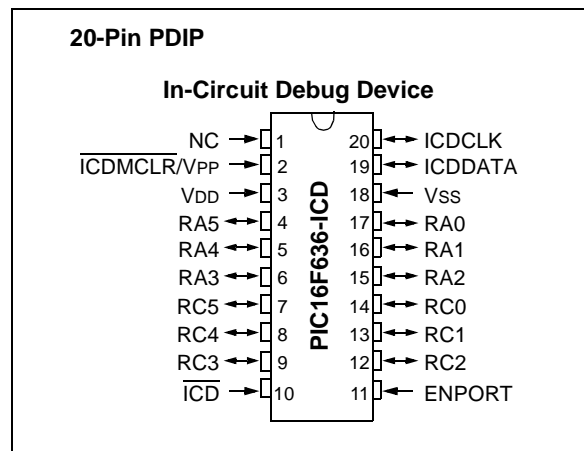 20-Pin PDIP
In-Circuit Debug Device
NC 1 20 ICDCLK
ICDMCLR/VPP 2 19 ICDDATA
VDD 3 18 VSS
RA5 4 17 RA0
RA4 5 16 RA1
RA3 6 15 RA2
RC5 7 14 RC0
RC4 8 13 RC1
RC3 9 12 RC2
ICD 10 11 ENPORT
PIC16F636-ICD